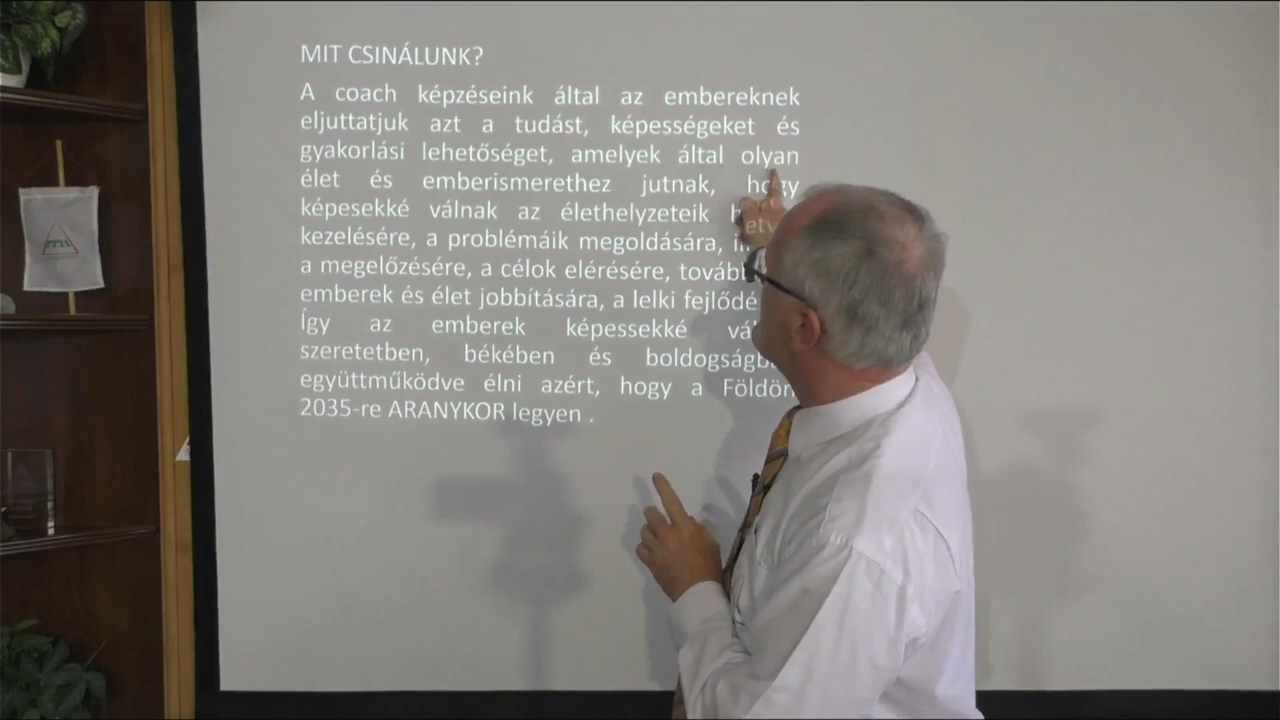 MIT CSINÁLUNK?
A coach képzéseink által az embereknek
eljuttatjuk azt a tudást, képességeket és
gyakorlási lehetőséget, amelyek által olyan
élet és emberismerethez jutnak, hogy
képesekké válnak az élethelyzeteik
kezelésére, a problémáik megoldására,
a megelőzésére, a célok elérésére,
emberek és élet jobbítására, a lelki
Így az emberek képessekké
szeretetben, békében és
együttműködve élni azért, hogy a Földön
2035-re ARANYKOR legyen .